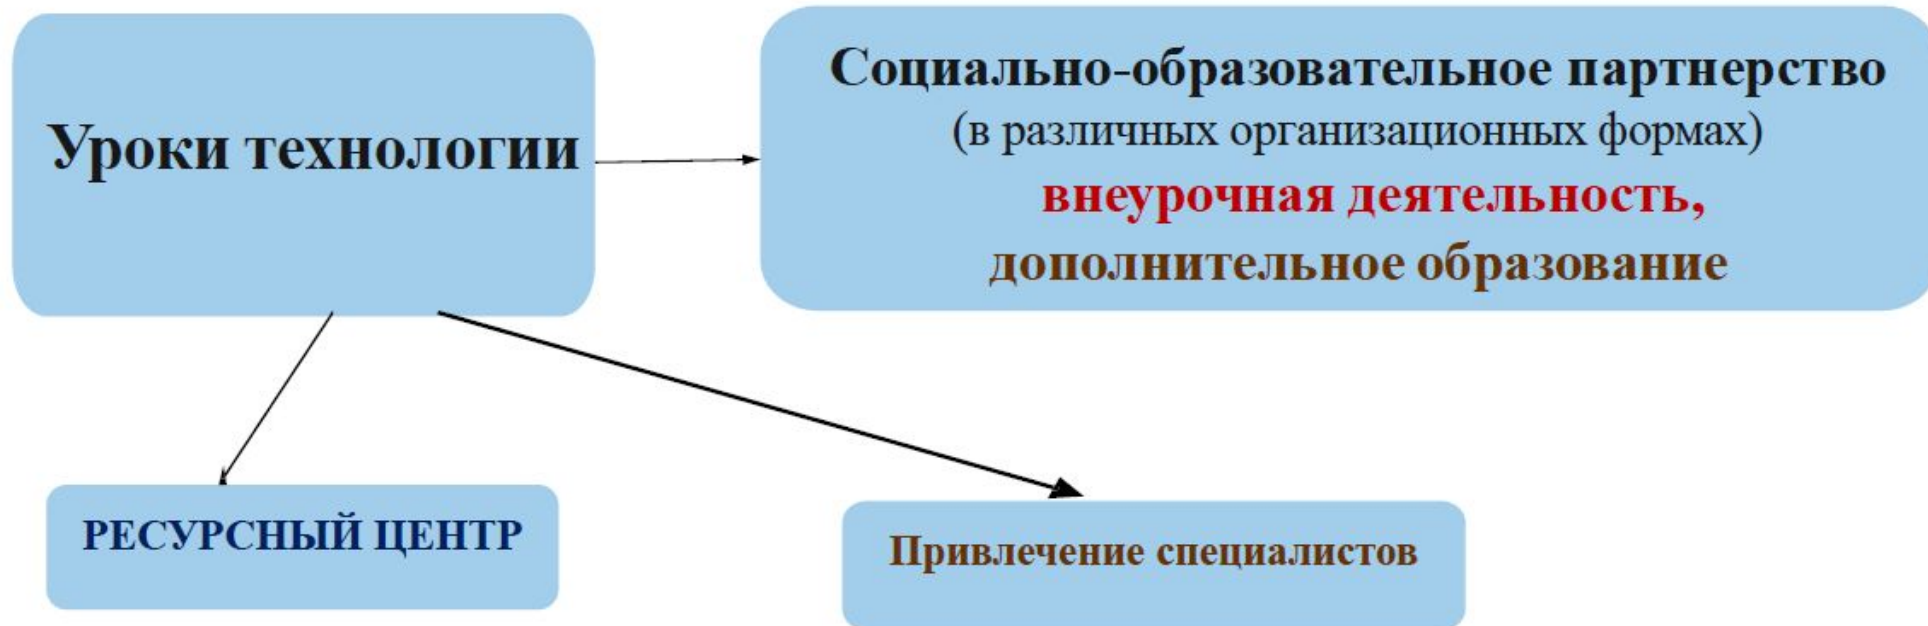 Уроки технологии
Социально-образовательное партнерство
(в различных организационных формах)
внеурочная деятельность,
дополнительное образование
РЕСУРСНЫЙ ЦЕНТР
Привлечение специалистов